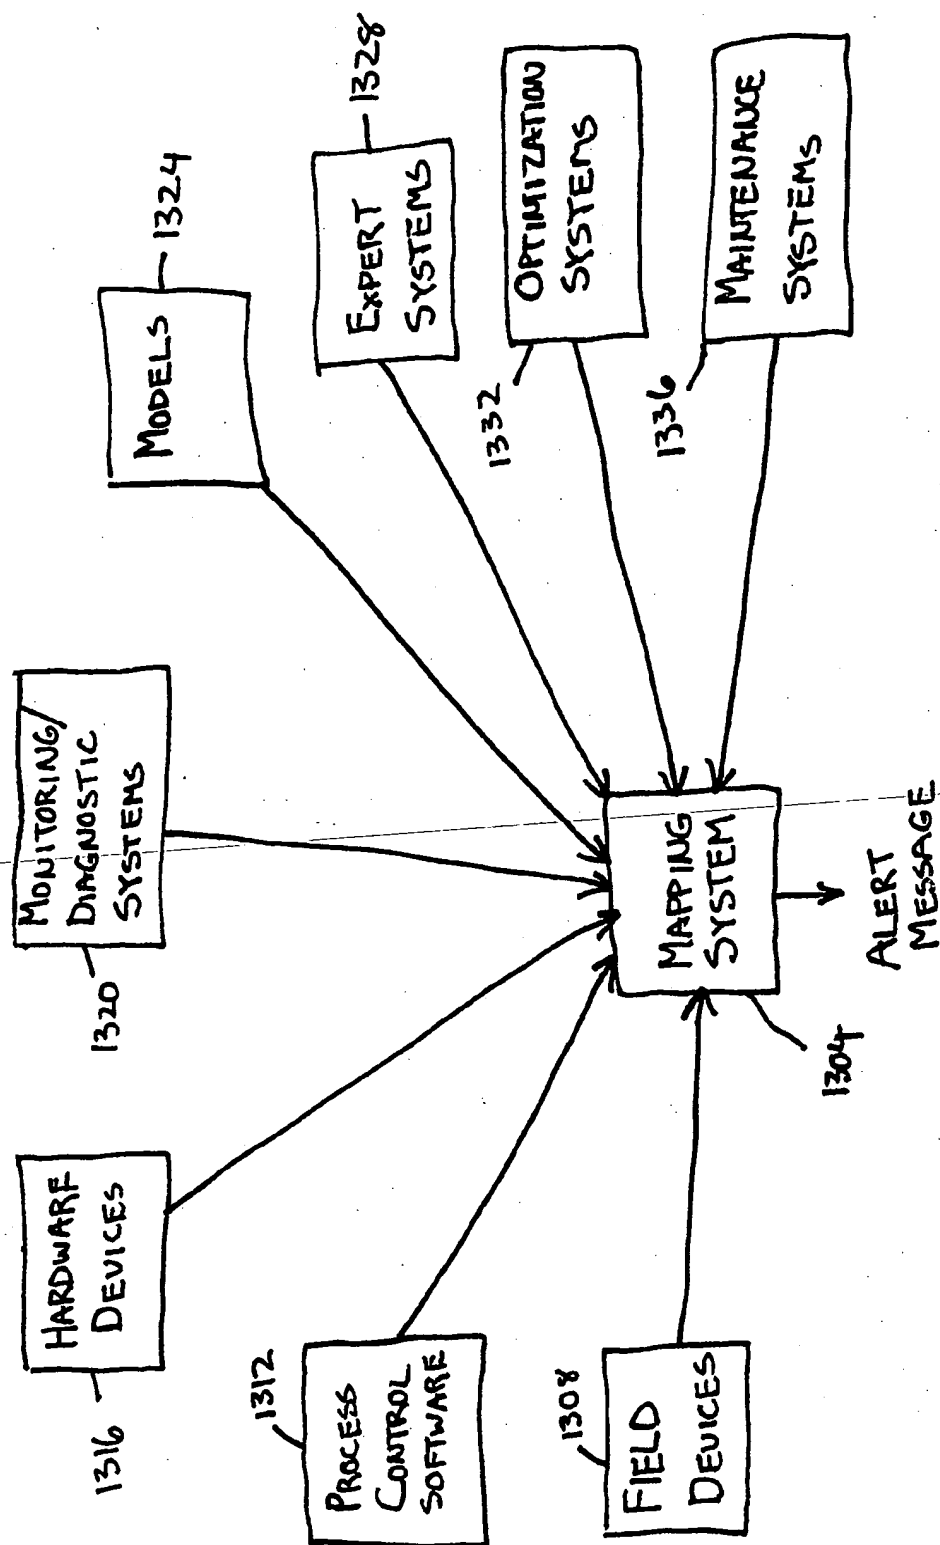 1316
HARDWARE
DEVICES
1320
MONITORING/
DIAGNOSTIC
SYSTEMS
MODELS
1324
EXPERT
SYSTEMS
1328
1312
PROCESS
CONTROL
SOFTWARE
1332
OPTIMIZATION
SYSTEMS
1308
FIELD
DEVICES
MAPPING
SYSTEM
1304
1336
MAINTENANCE
SYSTEMS
ALERT
MESSAGE